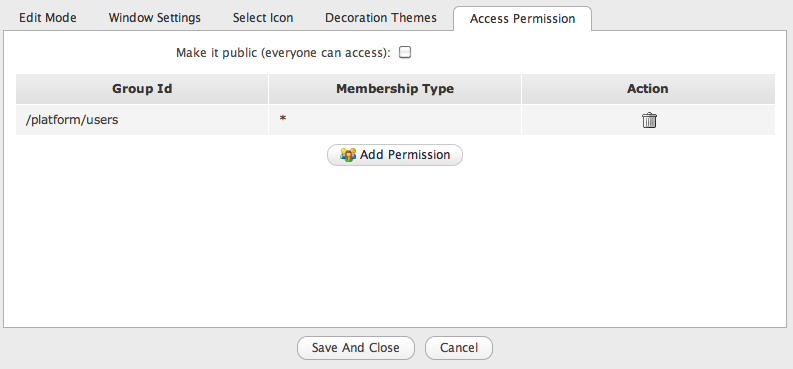 Edit Mode Window Settings Select Icon Decoration Themes Access Permission
Make it public (everyone can access):
Group Id Membership Type Action
/platform/users *
Add Permission
Save And Close Cancel